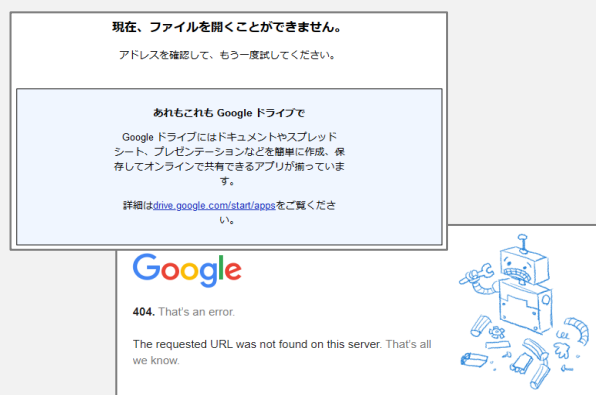 現在、ファイルを開くことができません。
アドレスを確認して、もう一度試してください。
あれもこれも Google ドライブで
Google ドライブにはドキュメントやスプレッド
シート、プレゼンテーションなどを簡単に作成、保
存してオンラインで共有できるアプリが揃っていま
す。
詳細はdrive.google.com/start/appsをご覧くださ
い。
Google
404. That's an error.
The requested URL was not found on this server. That's all
we know.